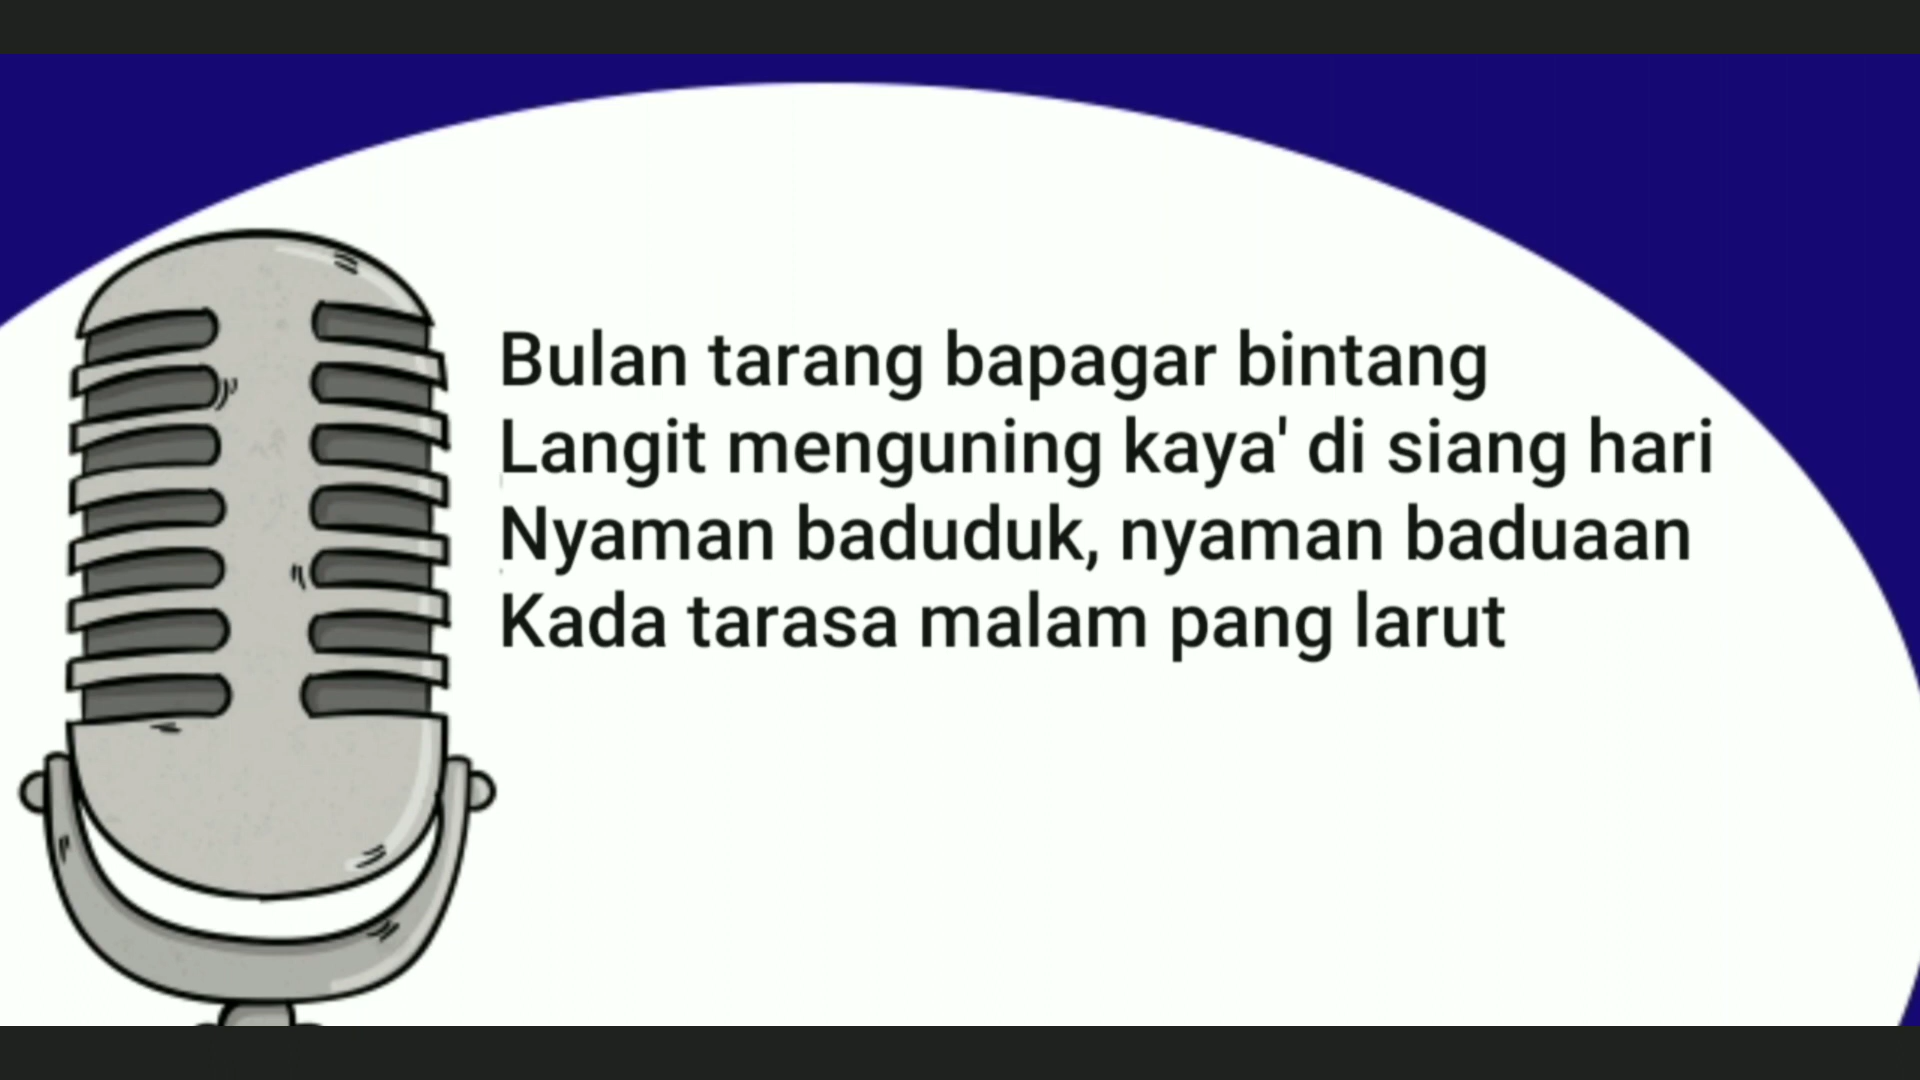 Bulan tarang bapagar bintang
Langit menguning kaya' di siang hari
Nyaman baduduk, nyaman baduaan
Kada tarasa malam pang larut